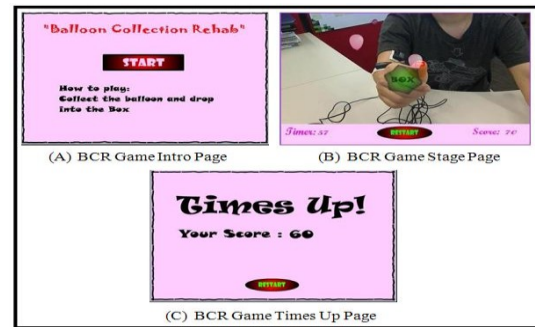 "Balloon Collection Rehab"
START
How to play:
Collect the balloon and drop
into the Box
BOX
Timer: 57
RESTART
Score: 70
(A) BCR Game Intro Page
(B) BCR Game Stage Page
Times Up!
Your Score : 60
RESTART
(C) BCR Game Times Up Page